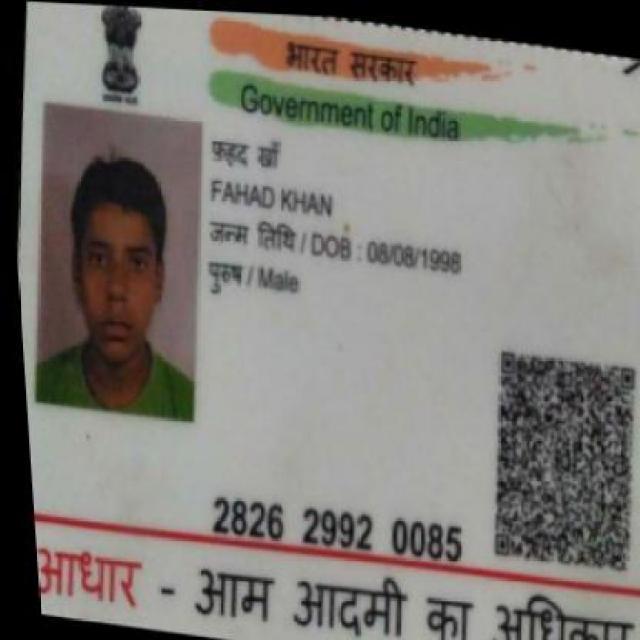 भारत सरकार
Government of India
फ़हद खाँ
FAHAD KHAN
जन्म तिथि / DOB : 08/08/1998
पुरुष / Male
2826 2992 0085
आधार - आम आदमी का अधिकार